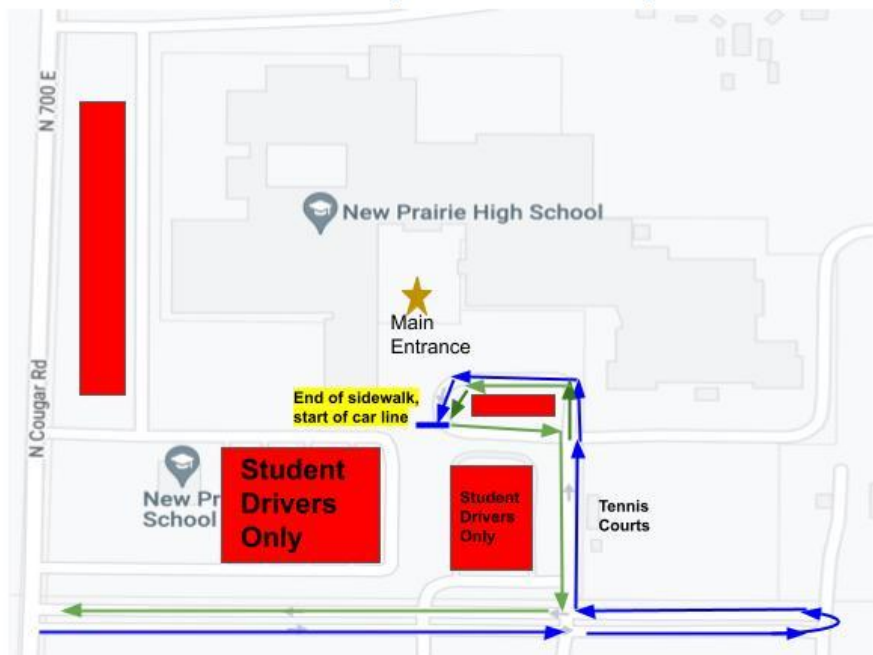 N 700 E
New Prairie High School
Main
Entrance
End of sidewalk,
start of car line
N Cougar Rd
Student
Drivers
Only
New Pr
School
Student
Drivers
Only
Tennis
Courts